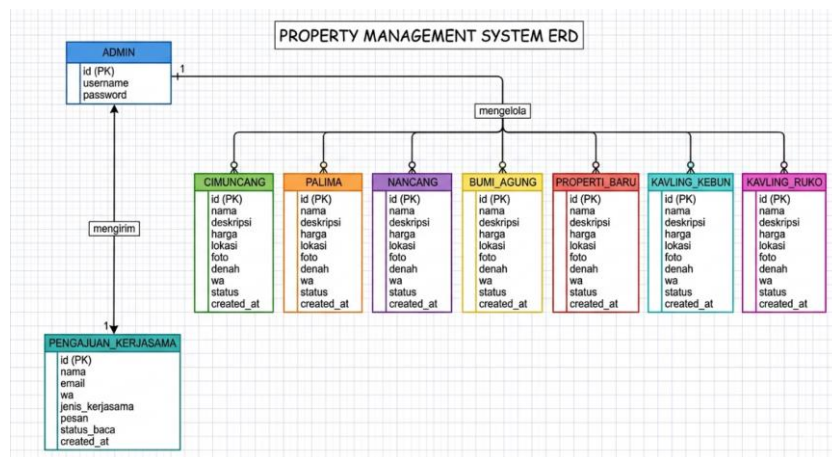 PROPERTY MANAGEMENT SYSTEM ERD
ADMIN
id (PK)
username
password
1
mengelola
CIMUNCANG
id (PK)
nama
deskripsi
harga
lokasi
foto
denah
wa
status
created_at
PALIMA
id (PK)
nama
deskripsi
harga
lokasi
foto
denah
wa
status
created_at
NANCANG
id (PK)
nama
deskripsi
harga
lokasi
foto
denah
wa
status
created_at
BUMI_AGUNG
id (PK)
nama
deskripsi
harga
lokasi
foto
denah
wa
status
created_at
PROPERTI_BARU
id (PK)
nama
deskripsi
harga
lokasi
foto
denah
wa
status
created_at
KAVLING_KEBUN
id (PK)
nama
deskripsi
harga
lokasi
foto
denah
wa
status
created_at
KAVLING_RUKO
id (PK)
nama
deskripsi
harga
lokasi
foto
denah
wa
status
created_at
mengirim
1
PENGAJUAN_KERJASAMA
id (PK)
nama
email
wa
jenis_kerjasama
pesan
status_baca
created_at